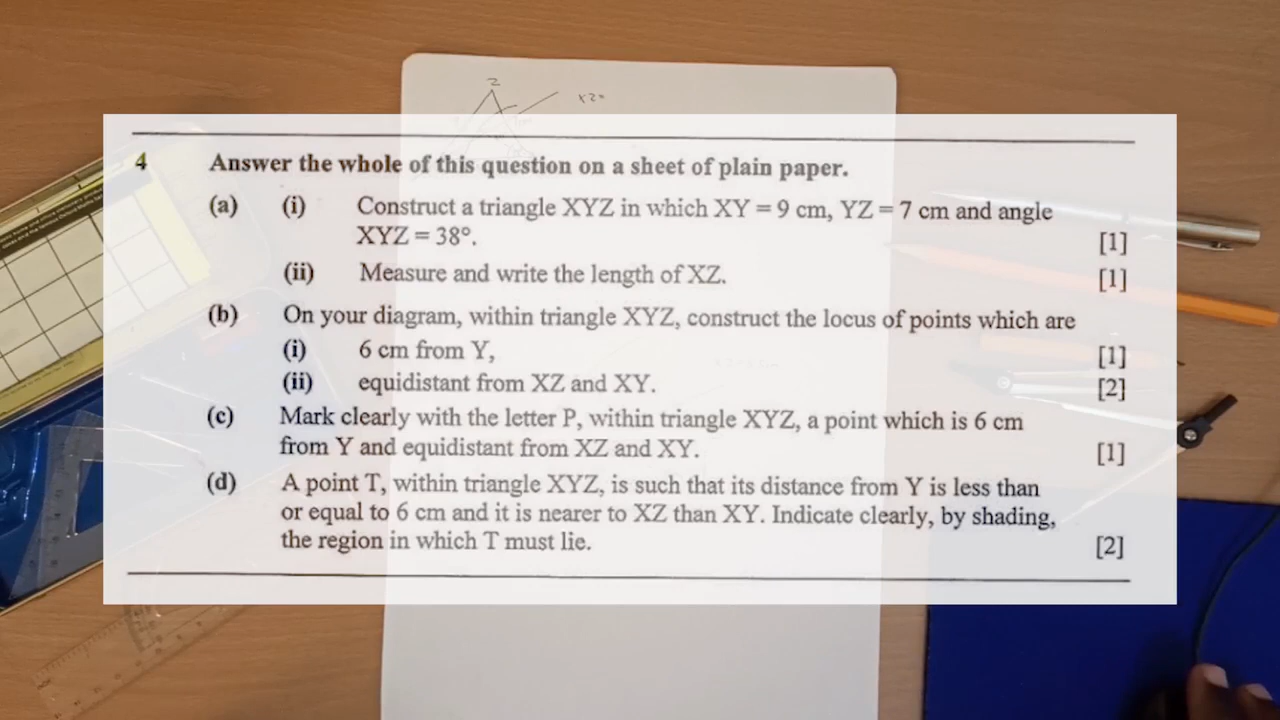 Z
XZ=
4 Answer the whole of this question on a sheet of plain paper.
(a) (i) Construct a triangle XYZ in which XY = 9 cm, YZ = 7 cm and angle
XYZ = 38°. [1]
(ii) Measure and write the length of XZ. [1]
(b) On your diagram, within triangle XYZ, construct the locus of points which are
(i) 6 cm from Y, [1]
(ii) equidistant from XZ and XY. [2]
(c) Mark clearly with the letter P, within triangle XYZ, a point which is 6 cm
from Y and equidistant from XZ and XY. [1]
(d) A point T, within triangle XYZ, is such that its distance from Y is less than
or equal to 6 cm and it is nearer to XZ than XY. Indicate clearly, by shading,
the region in which T must lie. [2]